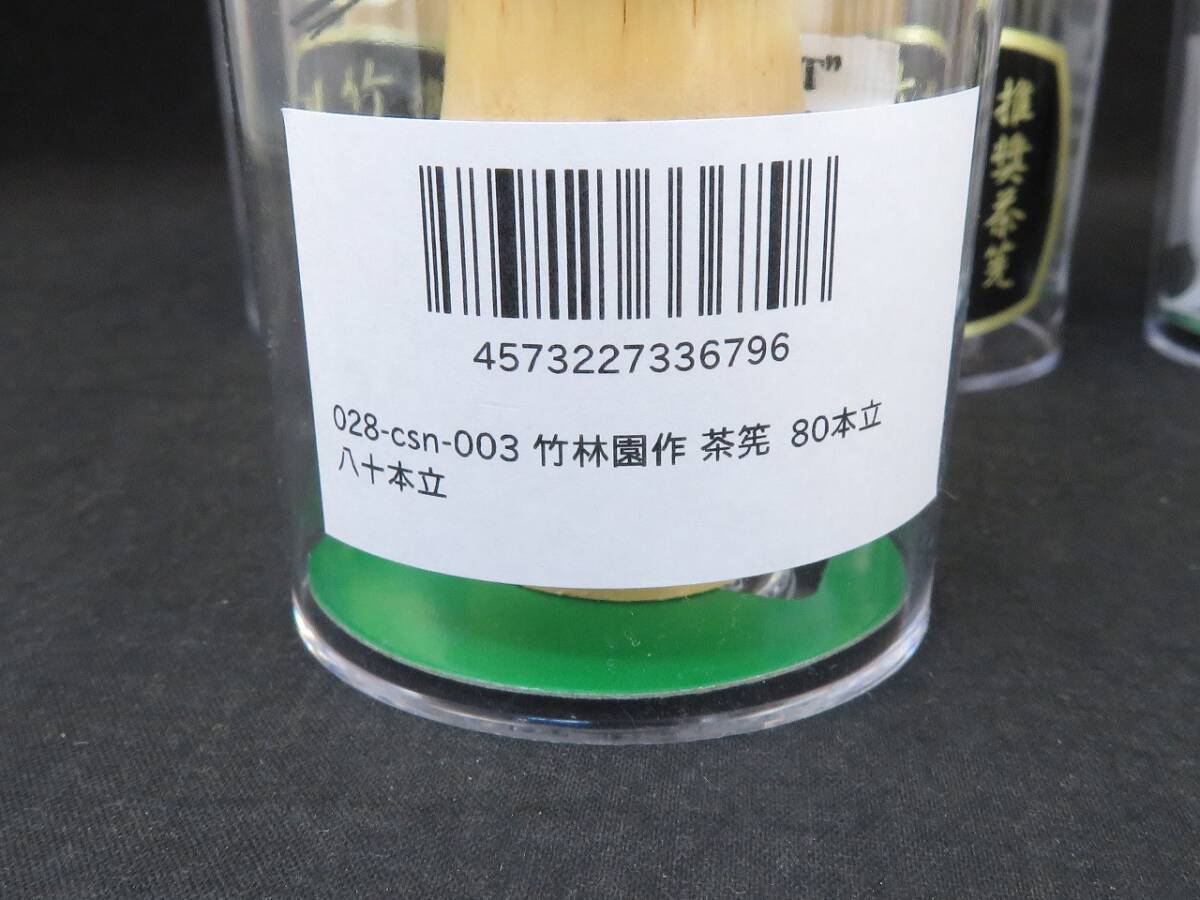 竹
T"
推奨茶筅
4573227336796
028-csn-003 竹林園作 茶筅 80本立
八十本立